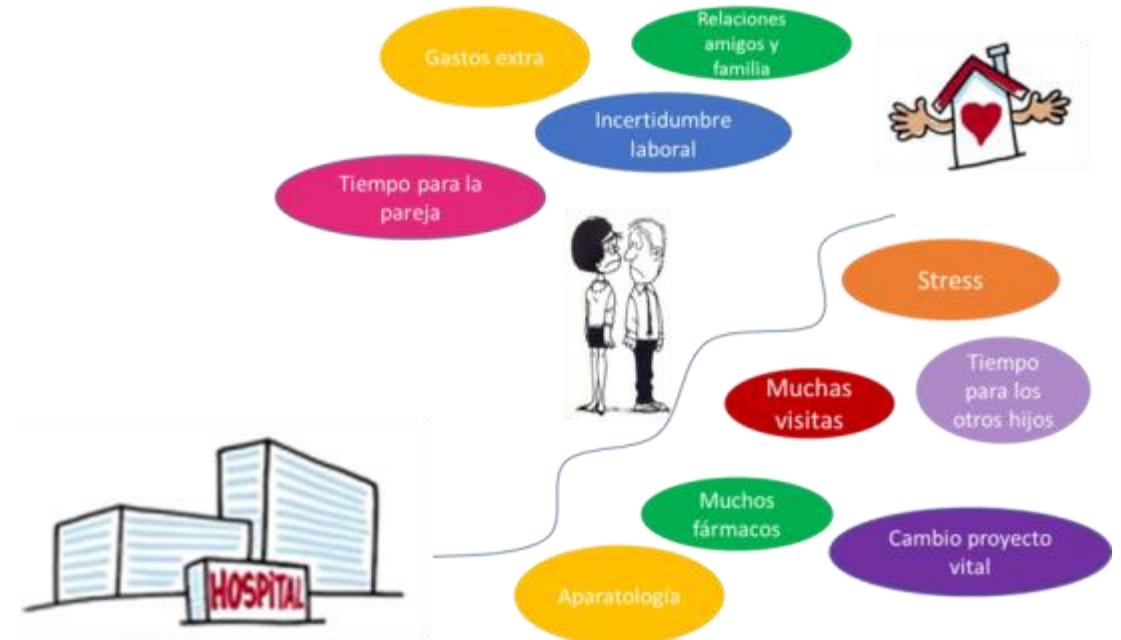 Relaciones
amigos y
familia
Gastos extra
Incertidumbre
laboral
Tiempo para la
pareja
Stress
Tiempo
para los
otros hijos
Muchas
visitas
Muchos
fármacos
Cambio proyecto
vital
Aparatología
HOSPiTAL